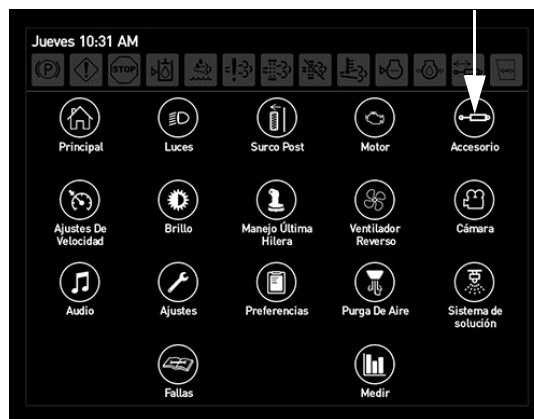 Jueves 10:31 AM
(P) STOP
Principal Luces Surco Post Motor Accesorio
Ajustes De Velocidad Brillo Manejo Última Hilera Ventilador Reverso Cámara
Audio Ajustes Preferencias Purga De Aire Sistema de solución
Fallas Medir